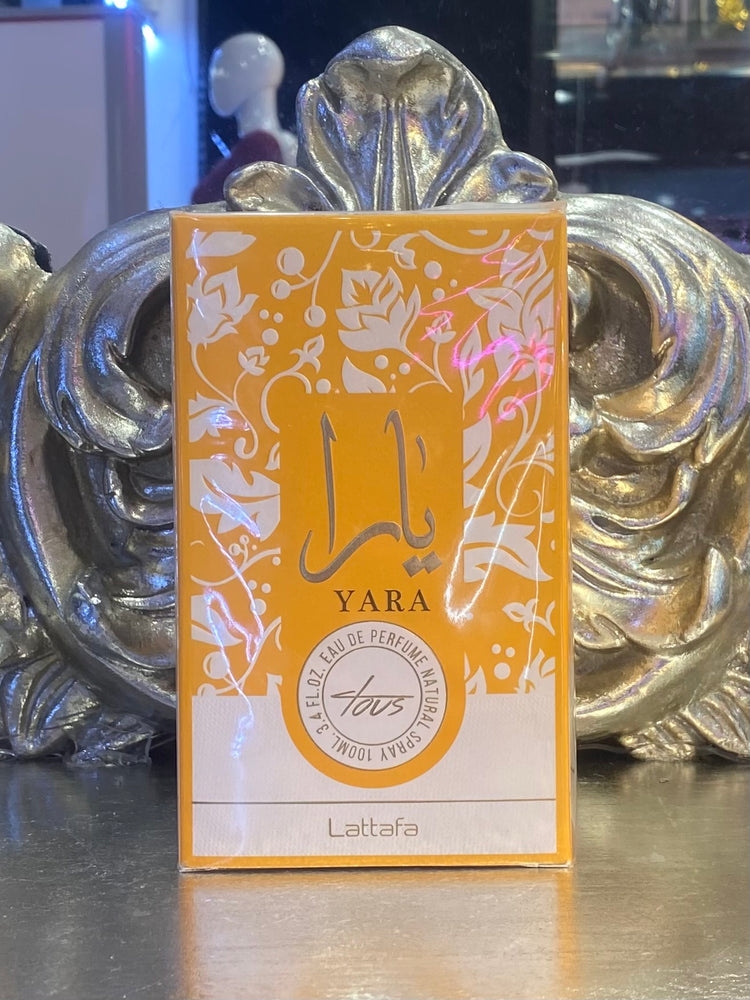 يارا
YARA
100ML. 3.4 FL.OZ. EAU DE PERFUME NATURAL SPRAY
Tous
Lattafa